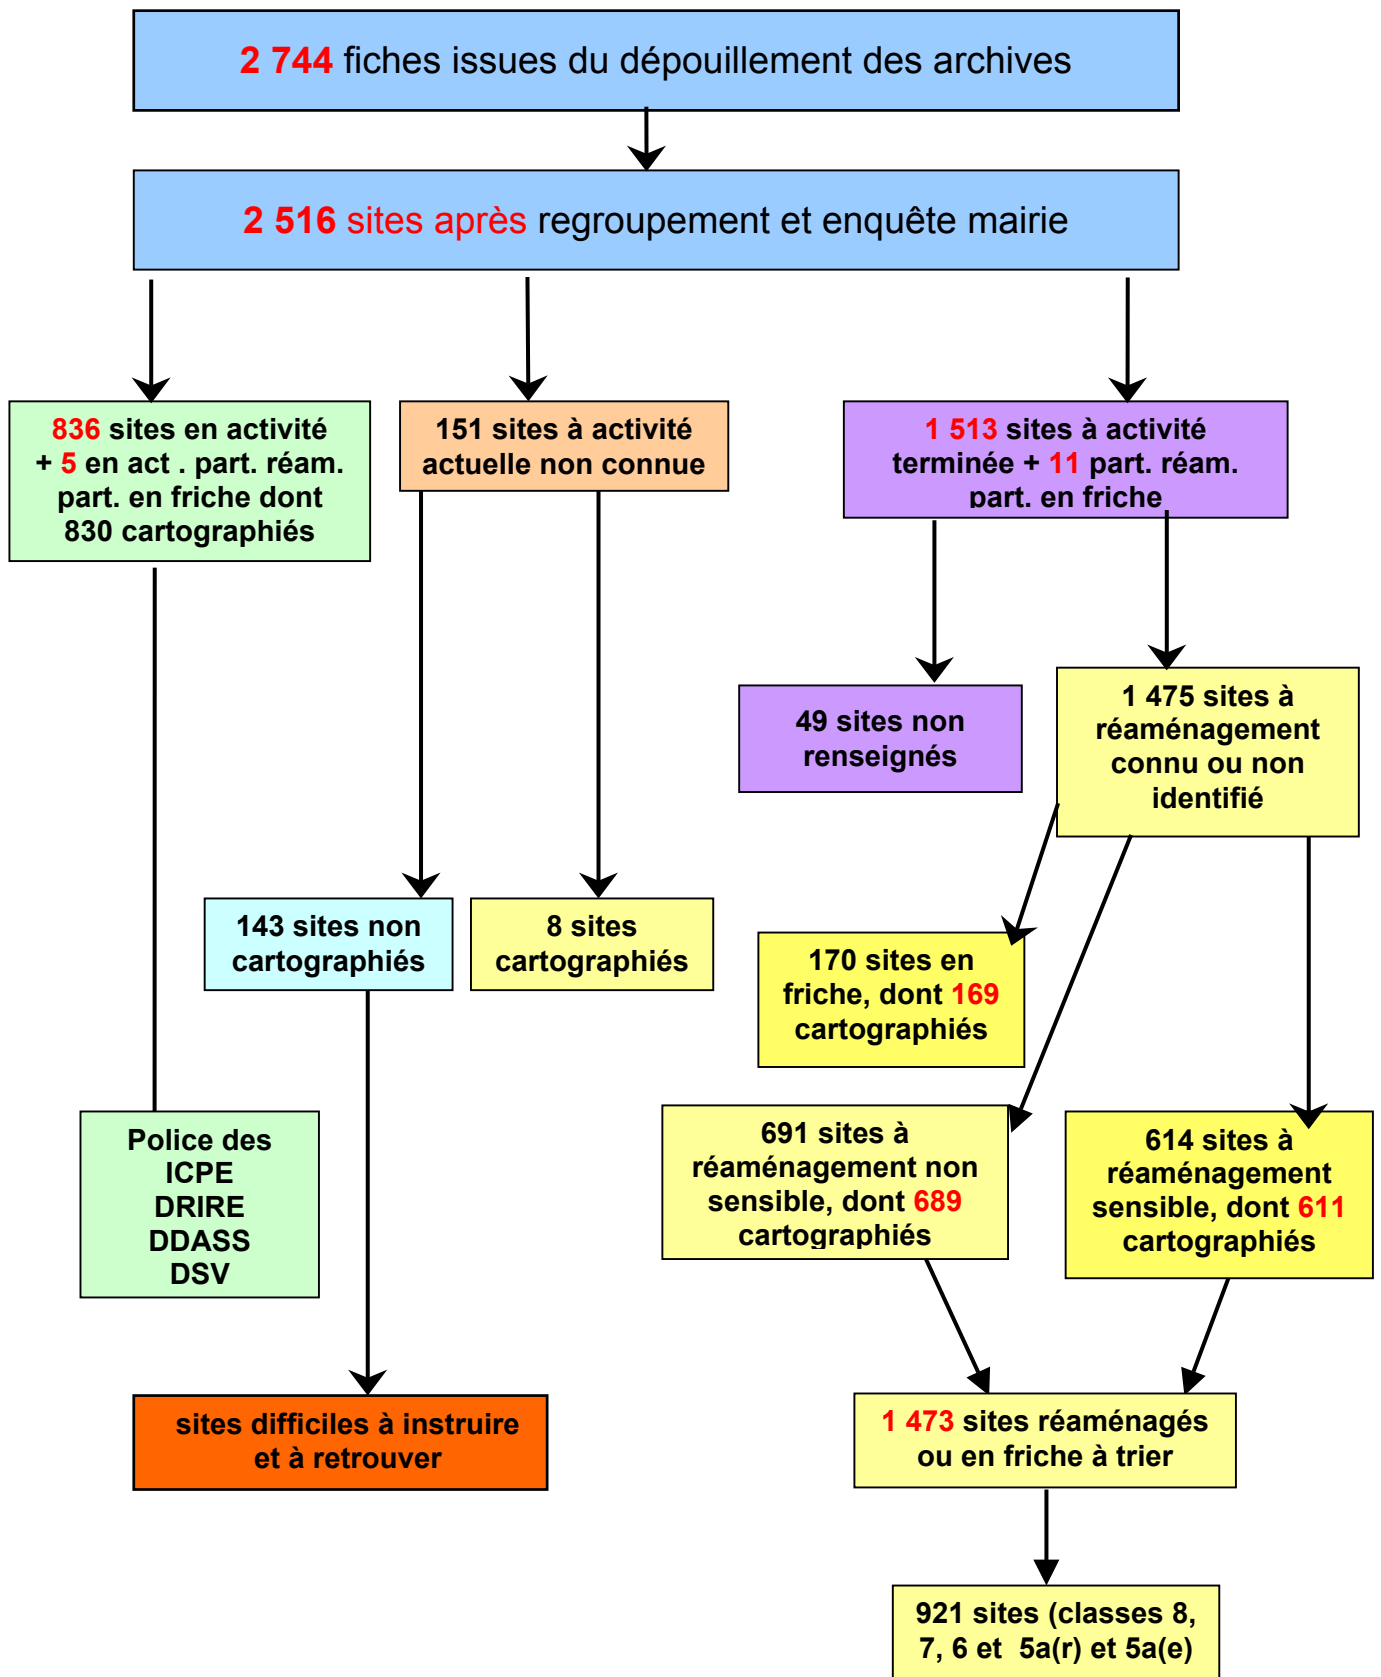 2 744 fiches issues du dépouillement des archives
2 516 sites après regroupement et enquête mairie
836 sites en activité
+ 5 en act . part. réam.
part. en friche dont
830 cartographiés
151 sites à activité
actuelle non connue
1 513 sites à activité
terminée + 11 part. réam.
part. en friche
49 sites non
renseignés
1 475 sites à
réaménagement
connu ou non
identifié
143 sites non
cartographiés
8 sites
cartographiés
170 sites en
friche, dont 169
cartographiés
Police des
ICPE
DRIRE
DDASS
DSV
691 sites à
réaménagement non
sensible, dont 689
cartographiés
614 sites à
réaménagement
sensible, dont 611
cartographiés
sites difficiles à instruire
et à retrouver
1 473 sites réaménagés
ou en friche à trier
921 sites (classes 8,
7, 6 et 5a(r) et 5a(e)